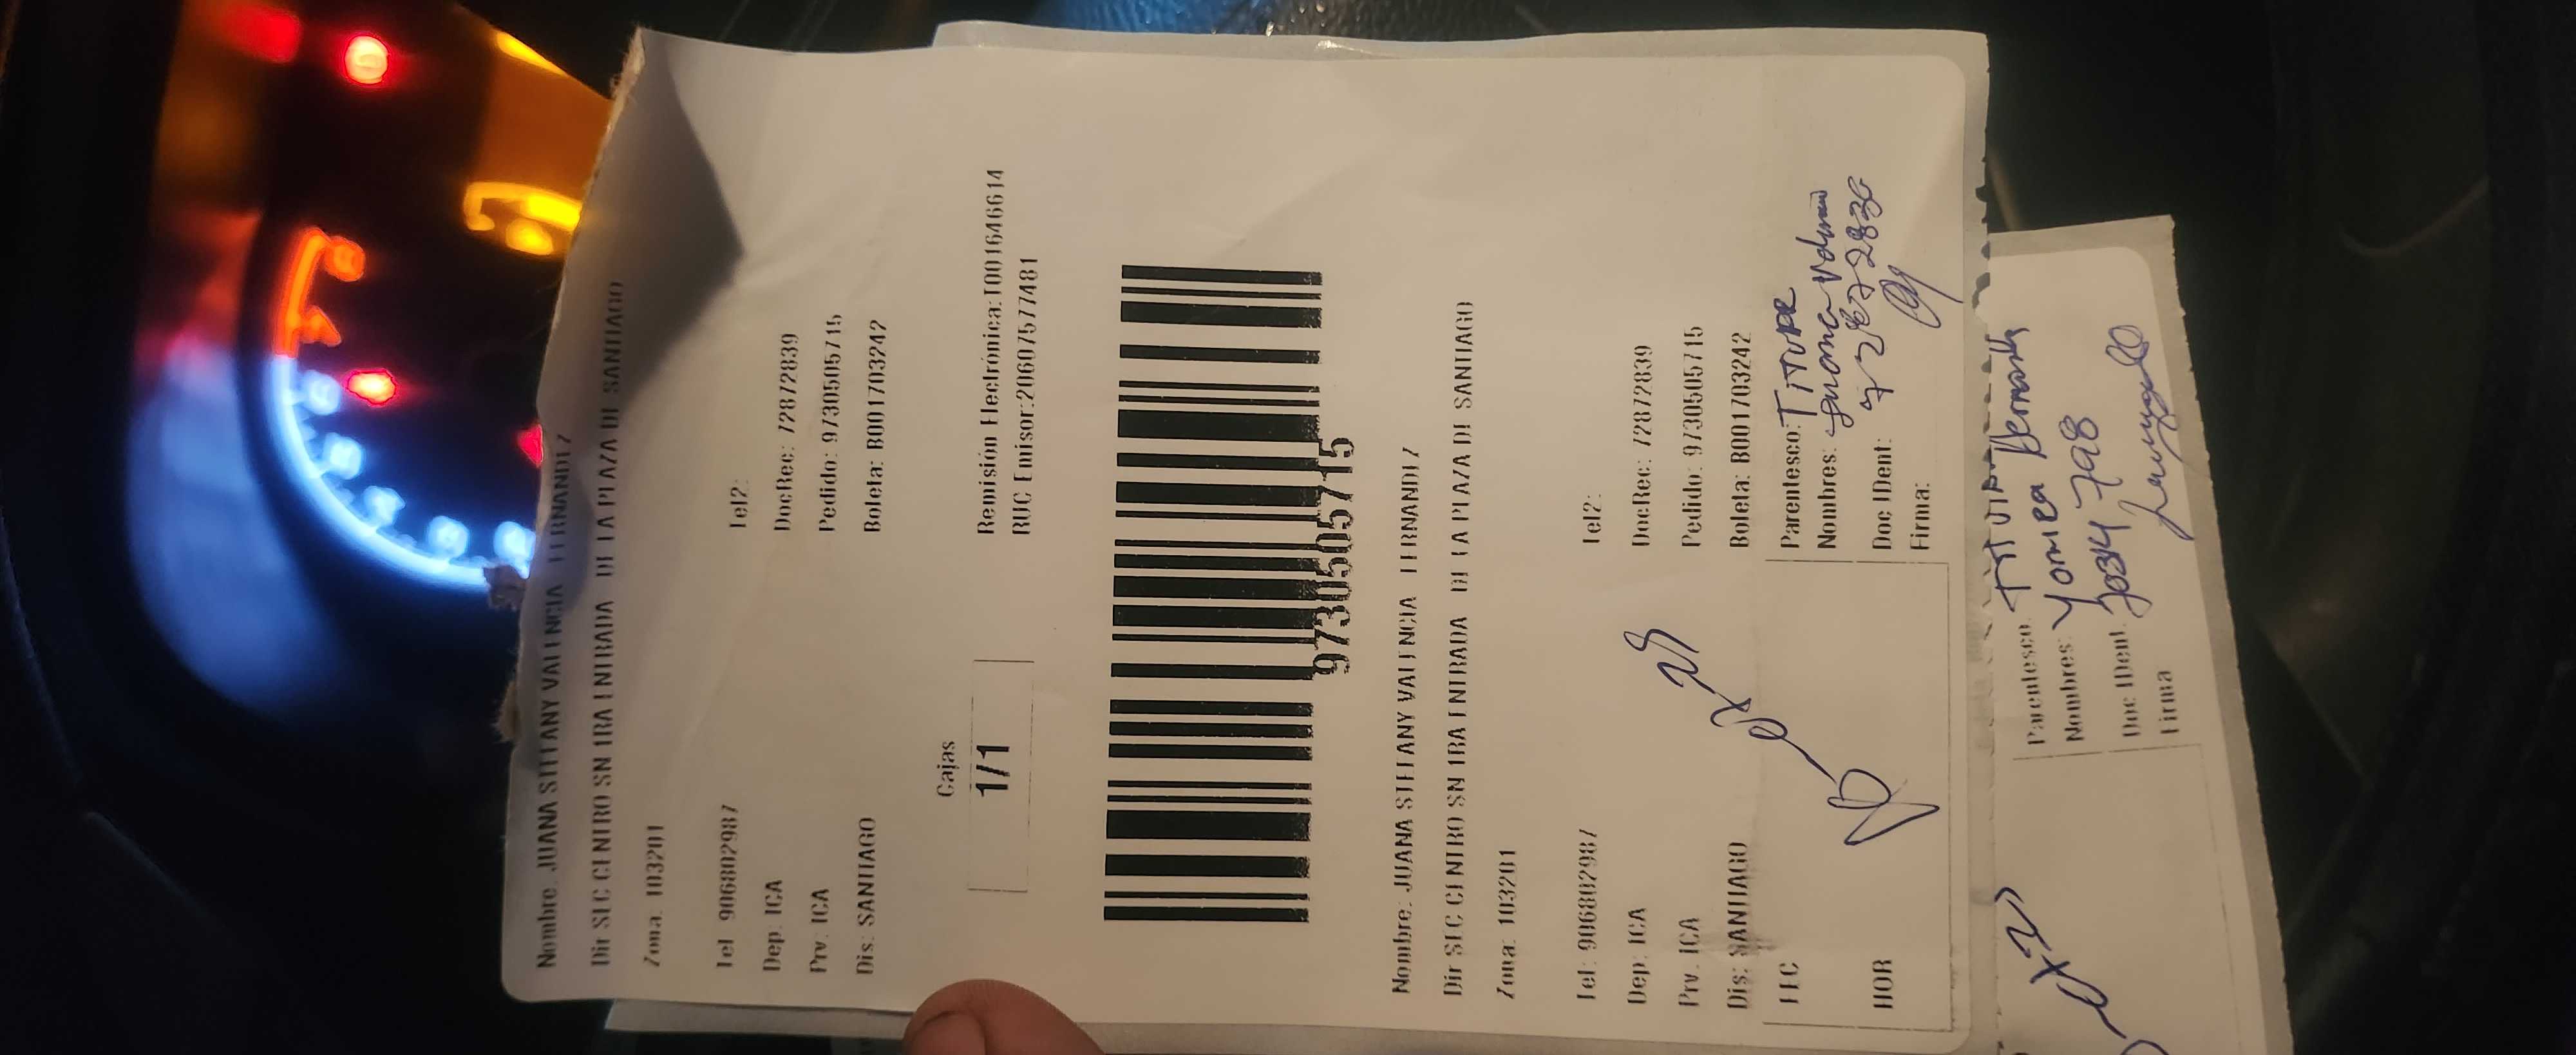 Nombre: JUANA STEFANY VALENCIA FERNANDEZ
Dir SEC CENTRO SN 1RA ENTRADA DE LA PLAZA DE SANTIAGO
Zona: 103201
Tel: 906802987
Tel2:
Dep: ICA
DocRec: 72872839
Prv: ICA
Pedido: 9730505715
Dis: SANTIAGO
Boleta: B001703242
Cajas
1/1
Remisión Electrónica:T001646614
RUC Emisor:20607577481
9730505715
Nombre: JUANA STEFANY VALENCIA FERNANDEZ
Dir SEC CENTRO SN 1RA ENTRADA DE LA PLAZA DE SANTIAGO
Zona: 103201
Tel: 906802987
Tel2:
Dep: ICA
DocRec: 72872839
Prv: ICA
Pedido: 9730505715
Dis: SANTIAGO
Boleta: B001703242
FEC
HOR
Parentesco:
Nombres:
Doc IDent:
Firma:
Parentesco:
Nombres:
Doc IDent:
Firma